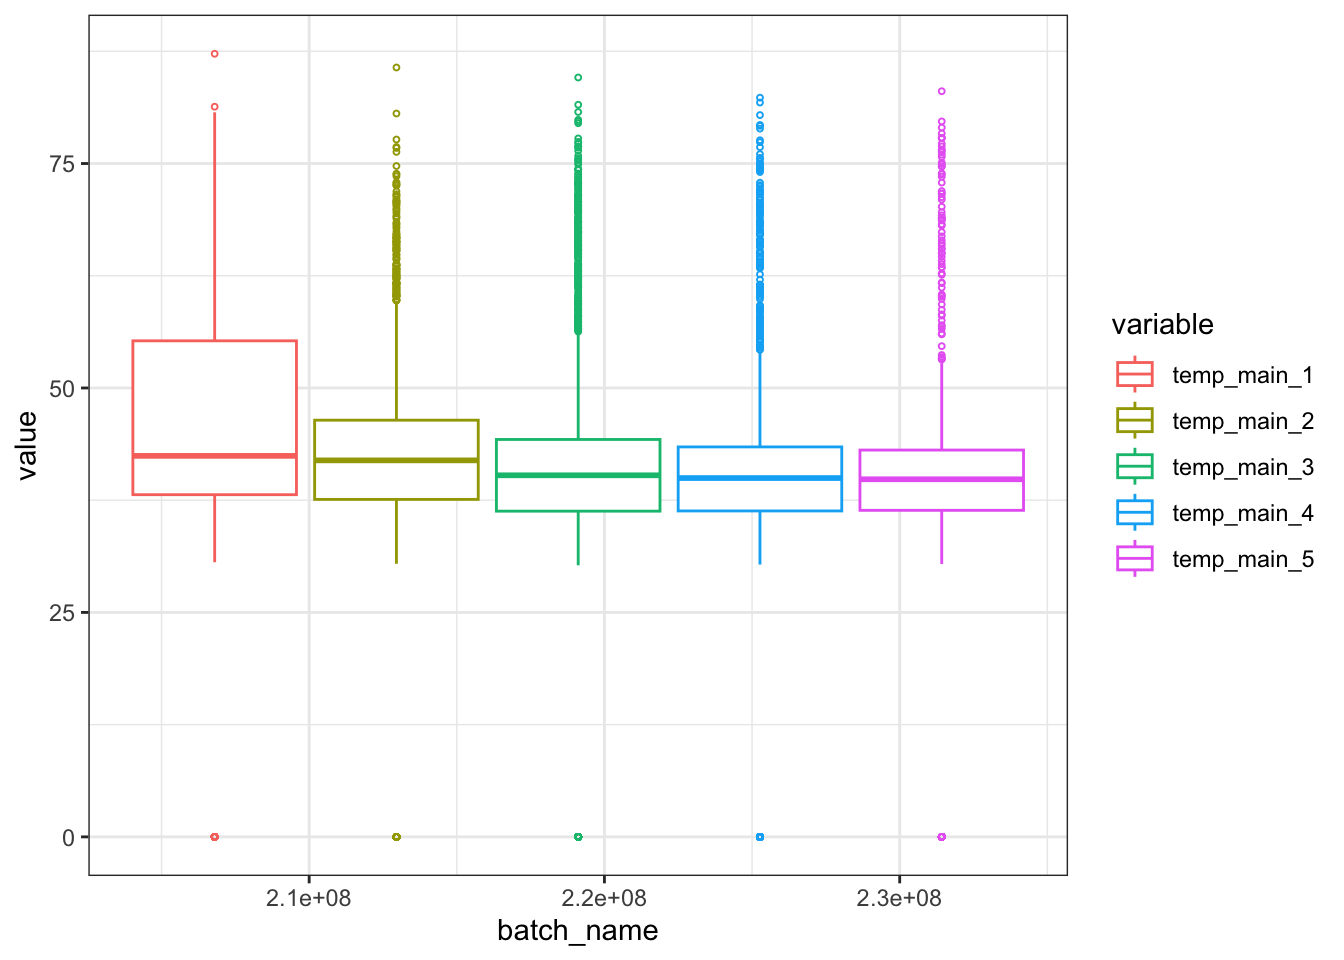 value
75
50
25
0
2.1e+08 2.2e+08 2.3e+08
batch_name
variable
temp_main_1
temp_main_2
temp_main_3
temp_main_4
temp_main_5